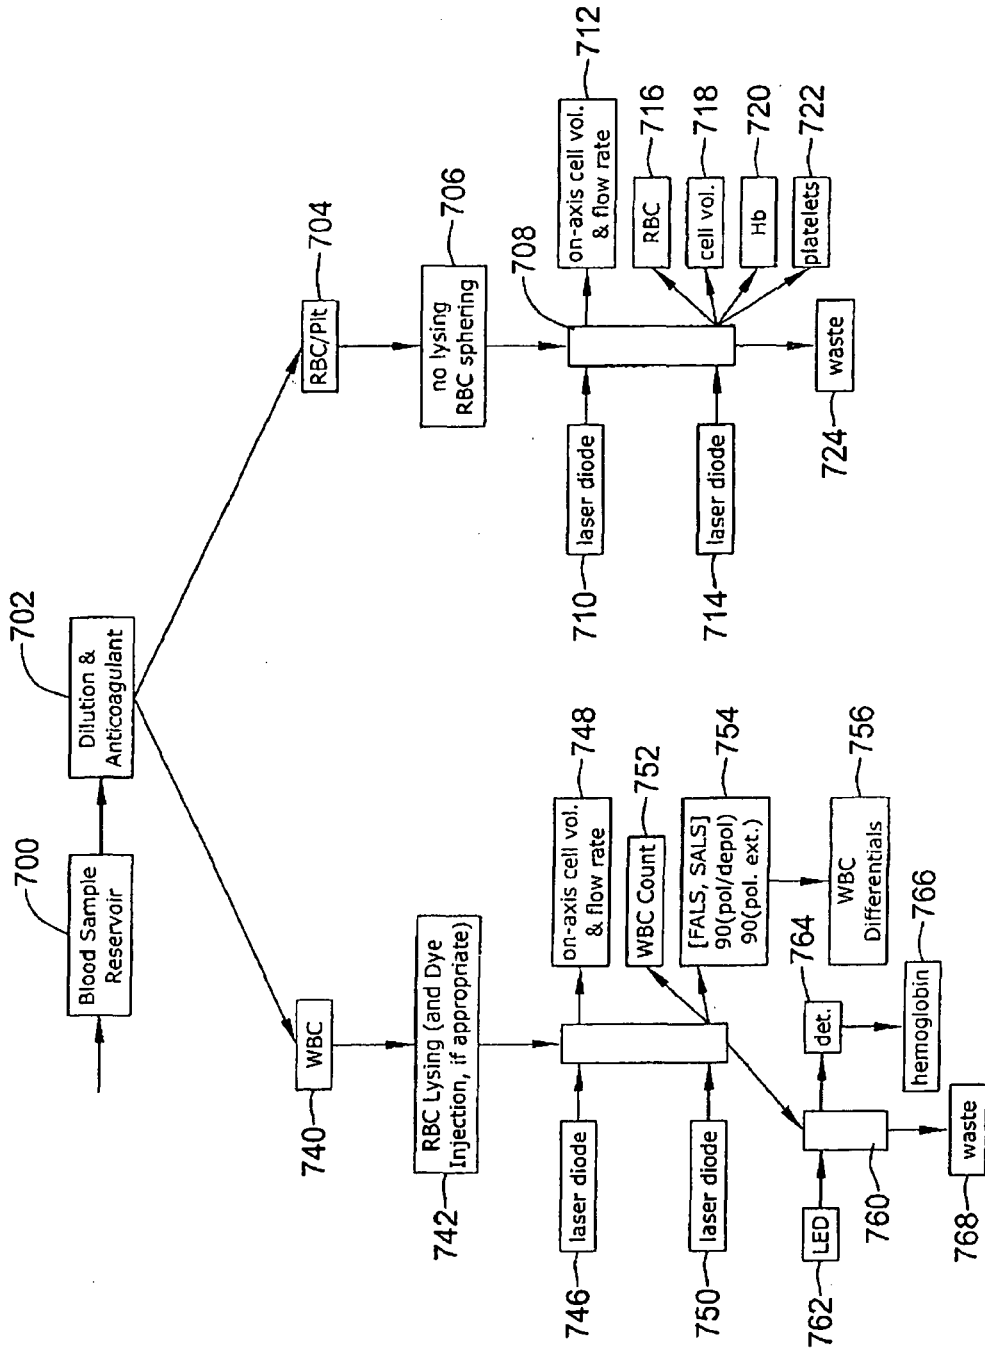 700
Blood Sample
Reservoir
702
Dilution &
Anticoagulant
704
RBC/Plt
706
no lysing
RBC sphering
708
710
laser diode
712
on-axis cell vol.
& flow rate
714
laser diode
716
RBC
718
cell vol.
720
Hb
722
platelets
724
waste
740
WBC
742
RBC Lysing (and Dye
Injection, if appropriate)
746
laser diode
748
on-axis cell vol.
& flow rate
750
laser diode
752
WBC Count
754
[FALS, SALS]
90(pol/depol)
90(pol. ext.)
756
WBC
Differentials
760
762
LED
764
det.
766
hemoglobin
768
waste